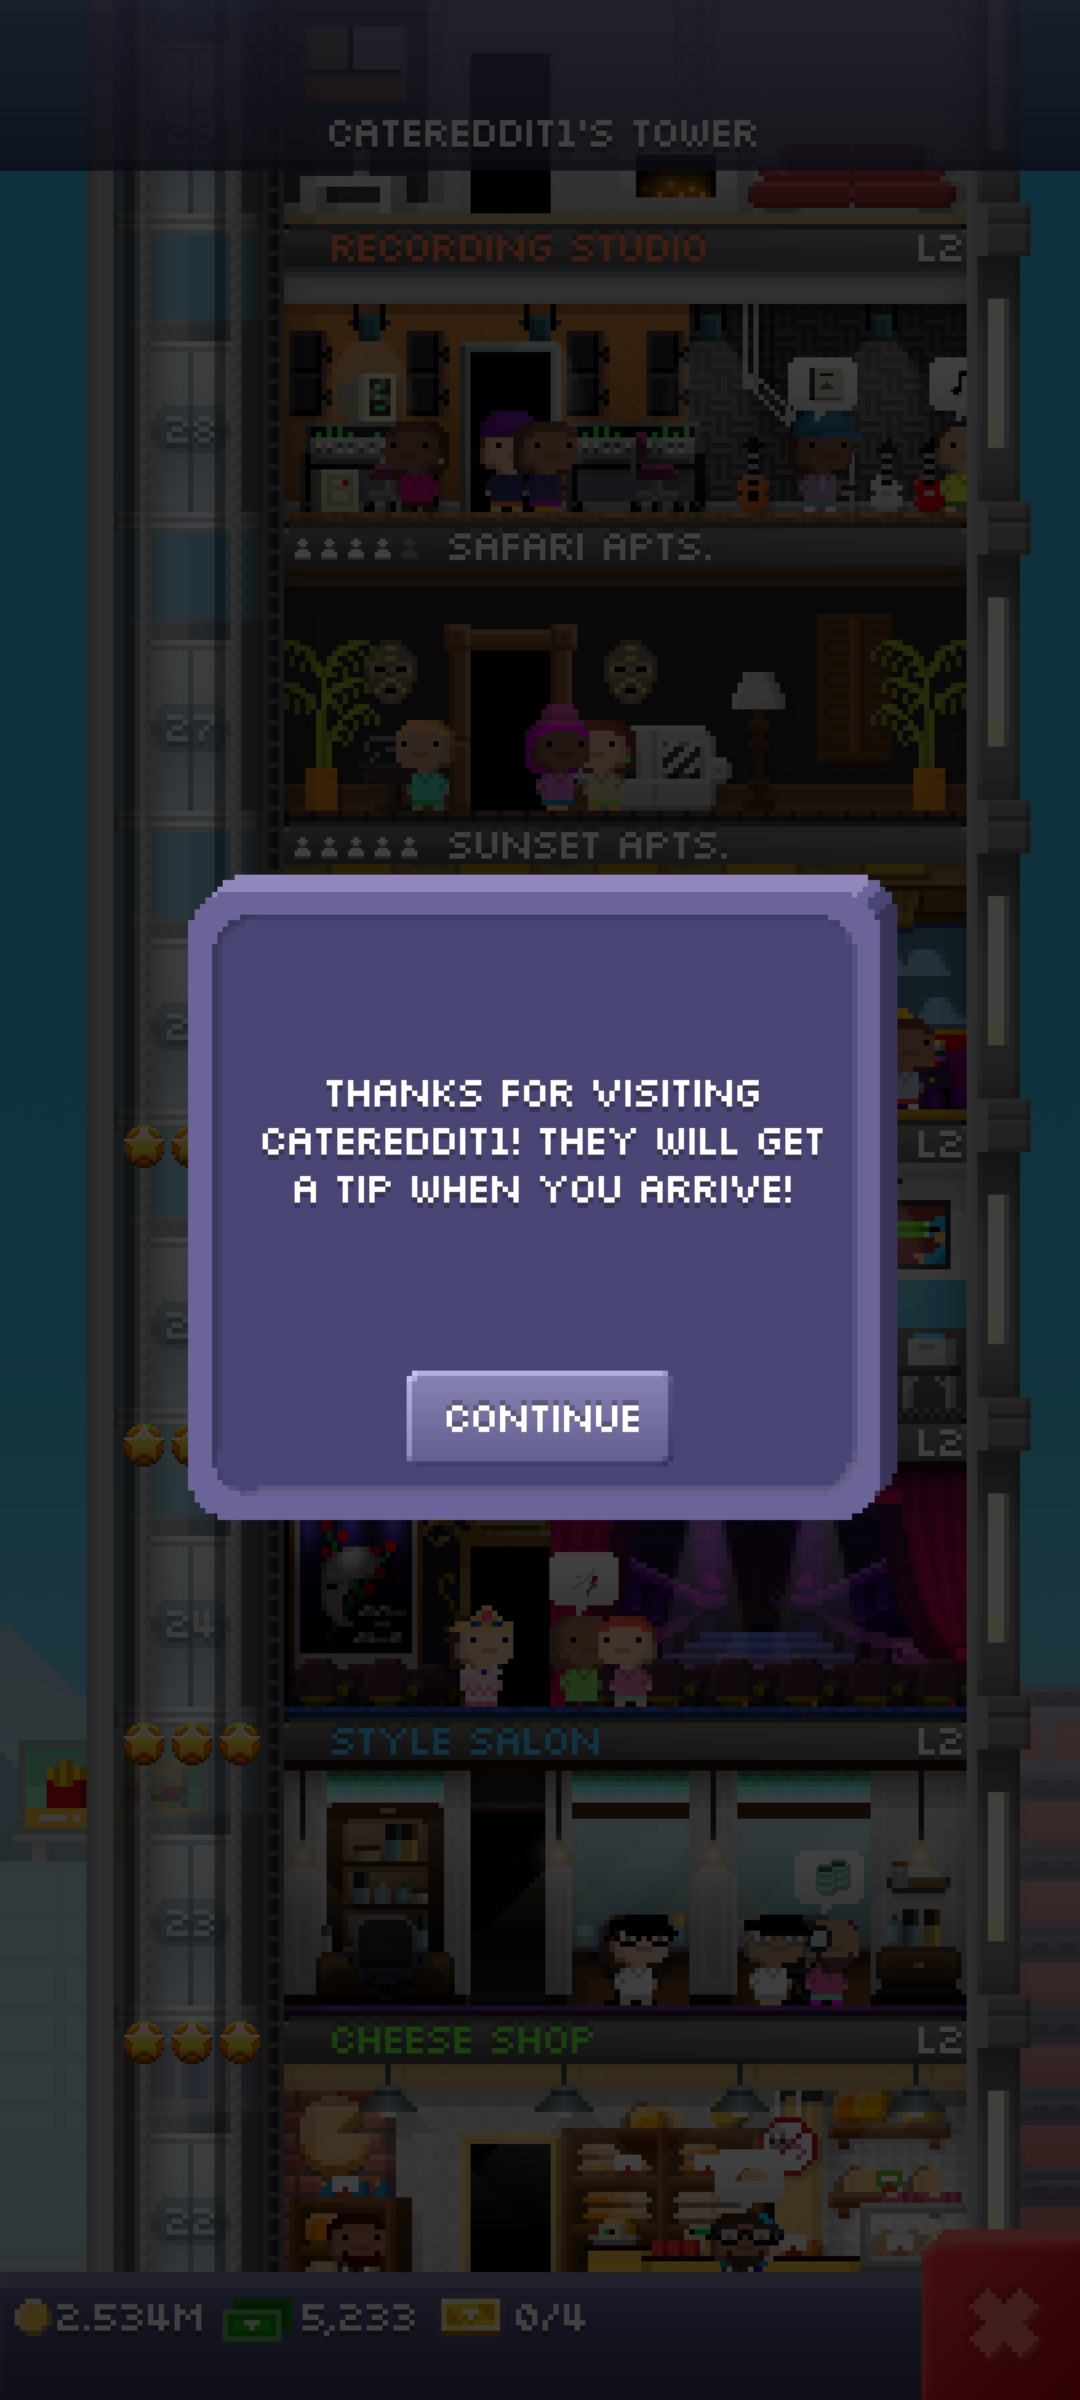 CATEREDDIT1'S TOWER
RECORDING STUDIO L2
28
SAFARI APTS.
27
SUNSET APTS.
L2
THANKS FOR VISITING
CATEREDDIT1! THEY WILL GET
A TIP WHEN YOU ARRIVE!
CONTINUE
L2
24
STYLE SALON L2
23
CHEESE SHOP L2
22
2.534M 5,233 0/4